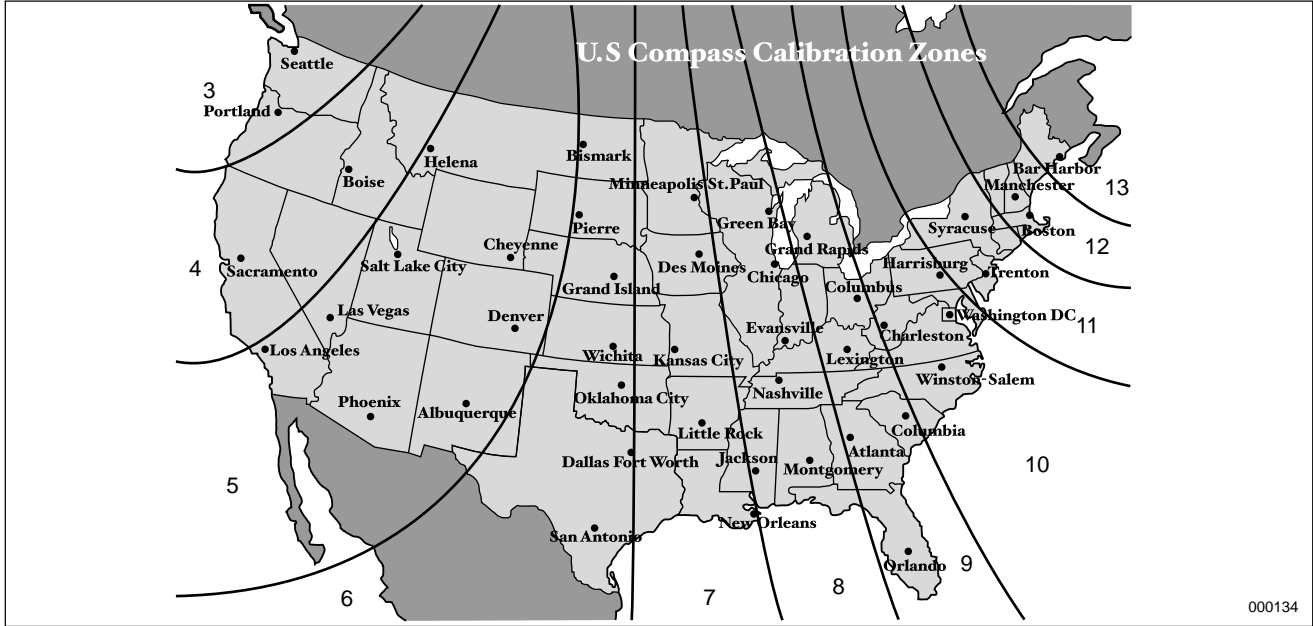 U.S Compass Calibration Zones
Seattle
3
Portland
Helena
Bismark
Boise
Minneapolis St.Paul
Bar Harbor
Manchester
13
Pierre
Green Bay
Syracuse
Boston
Grand Rapids
12
Cheyenne
4
Sacramento
Salt Lake City
Des Moines
Chicago
Harrisburg
Trenton
Grand Island
Columbus
Las Vegas
Denver
Washington DC
11
Evansville
Charleston
Los Angeles
Wichita
Kansas City
Lexington
Winston-Salem
Nashville
Phoenix
Albuquerque
Oklahoma City
Little Rock
Columbia
Dallas Fort Worth
Jackson
Atlanta
Montgomery
10
5
New Orleans
San Antonio
Orlando
9
6
7
8
000134